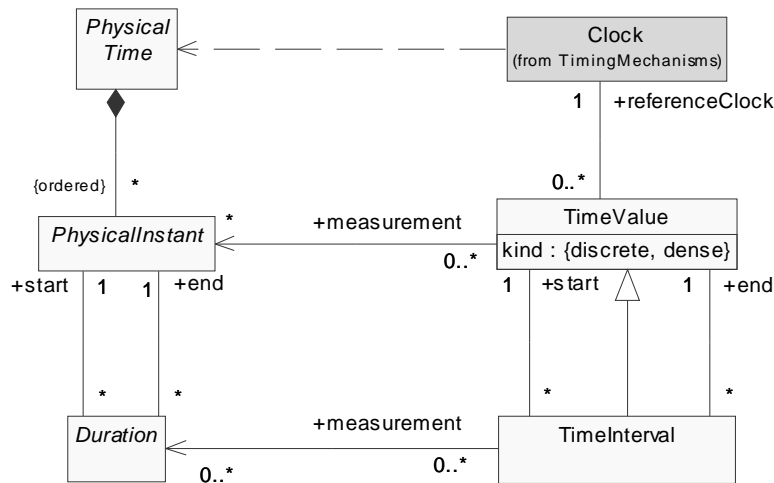 Physical
Time
Clock
(from TimingMechanisms)
1
+referenceClock
{ordered}
*
0..*
PhysicalInstant
*
+measurement
0..*
TimeValue
kind : {discrete, dense}
+start
1
1
+end
1
+start
1
+end
*
*
*
*
Duration
+measurement
0..*
0..*
TimeInterval